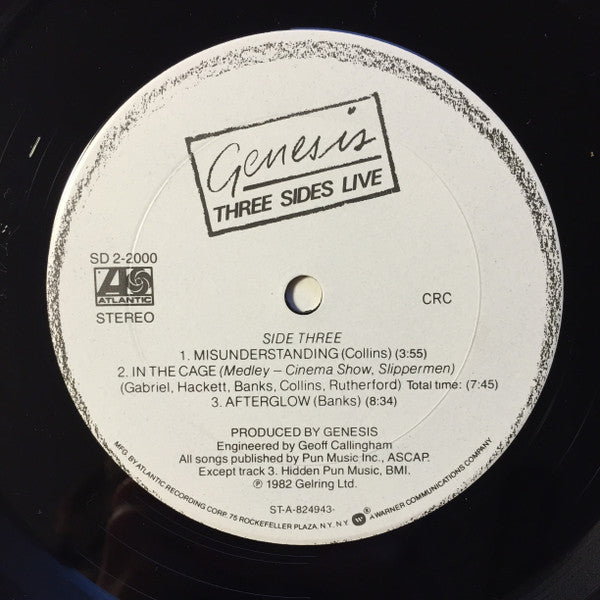 Genesis
THREE SIDES LIVE
SD 2-2000
ATLANTIC
STEREO
CRC
SIDE THREE
1. MISUNDERSTANDING (Collins) (3:55)
2. IN THE CAGE (Medley – Cinema Show, Slippermen)
(Gabriel, Hackett, Banks, Collins, Rutherford) Total time: (7:45)
3. AFTERGLOW (Banks) (8:34)
PRODUCED BY GENESIS
Engineered by Geoff Callingham
All songs published by Pun Music Inc., ASCAP.
Except track 3. Hidden Pun Music, BMI.
℗ 1982 Gelring Ltd.
ST-A-824943
MFG. BY ATLANTIC RECORDING CORP. 75 ROCKEFELLER PLAZA. N.Y. N.Y. W ® A WARNER COMMUNICATIONS COMPANY